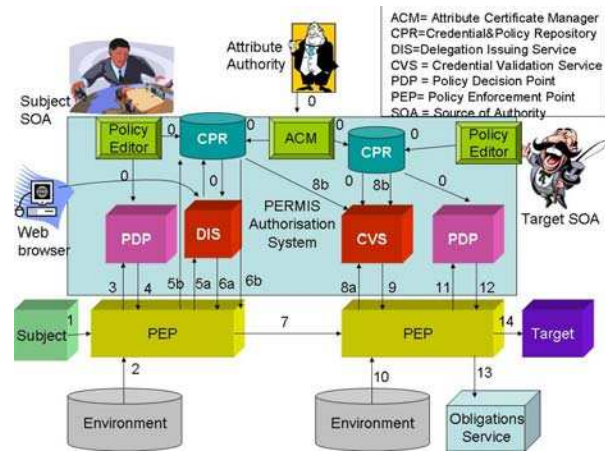 ACM= Attribute Certificate Manager
CPR=Credential&Policy Repository
DIS=Delegation Issuing Service
CVS = Credential Validation Service
PDP = Policy Decision Point
PEP= Policy Enforcement Point
SOA = Source of Authority
Attribute
Authority
Subject
SOA
0
Policy
Editor
0
CPR
0
ACM
0
CPR
0
Policy
Editor
0
0
0
8b
0
8b
0
Web
browser
PDP
DIS
PERMIS
Authorisation
System
CVS
PDP
Target SOA
3
4
5b
5a
6a
6b
8a
9
11
12
Subject
1
PEP
7
PEP
14
Target
2
10
13
Environment
Environment
Obligations
Service